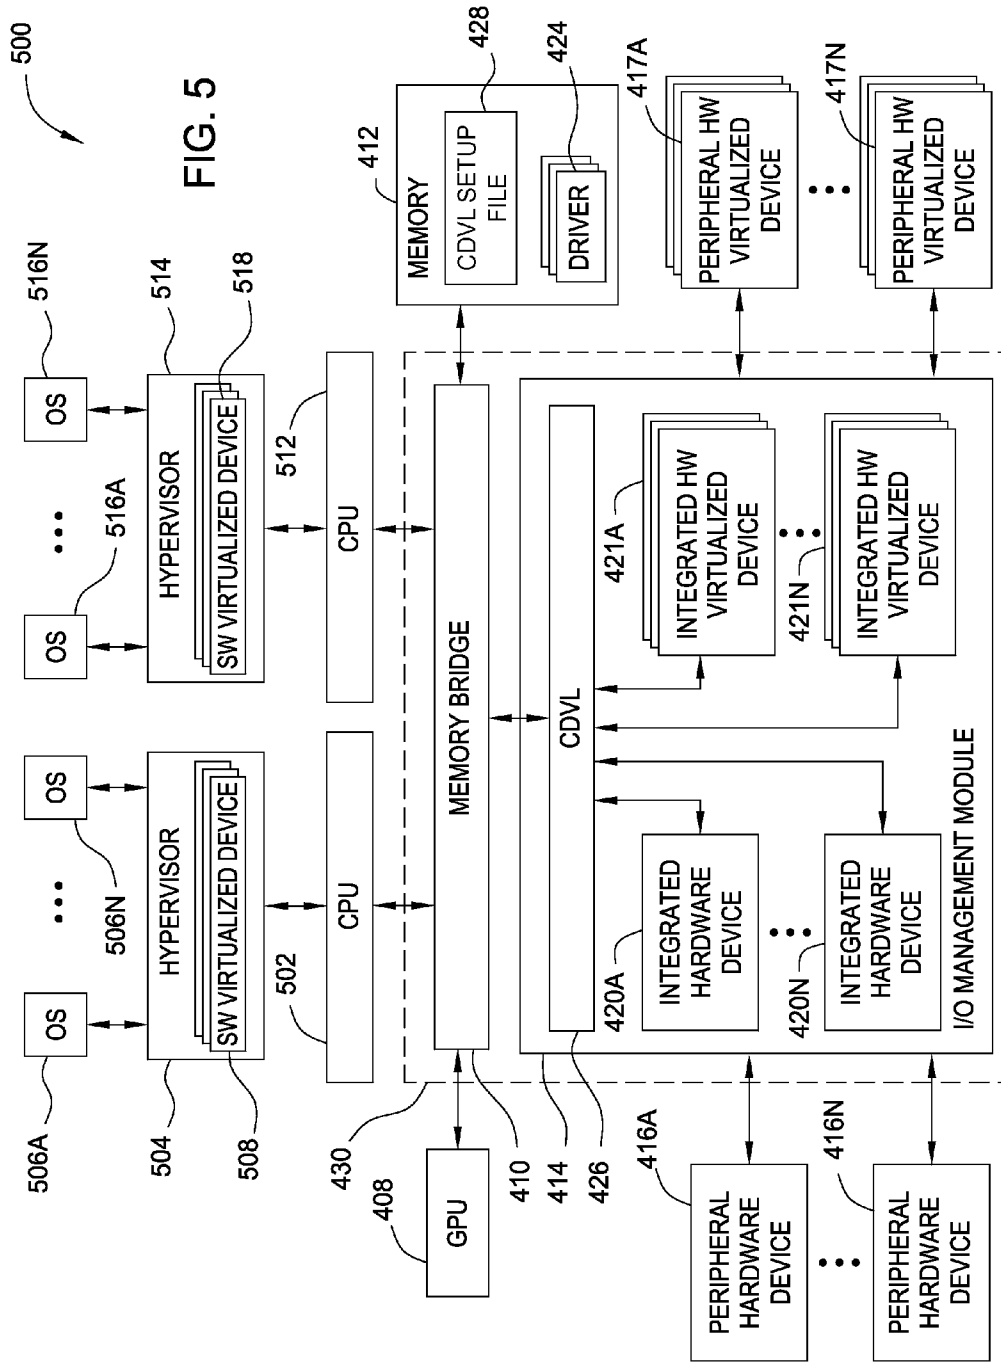 500
FIG. 5
506A
OS
506N
OS
516A
OS
516N
OS
504
HYPERVISOR
508
SW VIRTUALIZED DEVICE
514
HYPERVISOR
518
SW VIRTUALIZED DEVICE
502
CPU
512
CPU
430
408
GPU
410
MEMORY BRIDGE
412
MEMORY
428
CDVL SETUP
FILE
424
DRIVER
414
426
CDVL
416A
PERIPHERAL
HARDWARE
DEVICE
416N
PERIPHERAL
HARDWARE
DEVICE
420A
INTEGRATED
HARDWARE
DEVICE
420N
INTEGRATED
HARDWARE
DEVICE
421A
INTEGRATED HW
VIRTUALIZED
DEVICE
421N
INTEGRATED HW
VIRTUALIZED
DEVICE
I/O MANAGEMENT MODULE
417A
PERIPHERAL HW
VIRTUALIZED
DEVICE
417N
PERIPHERAL HW
VIRTUALIZED
DEVICE